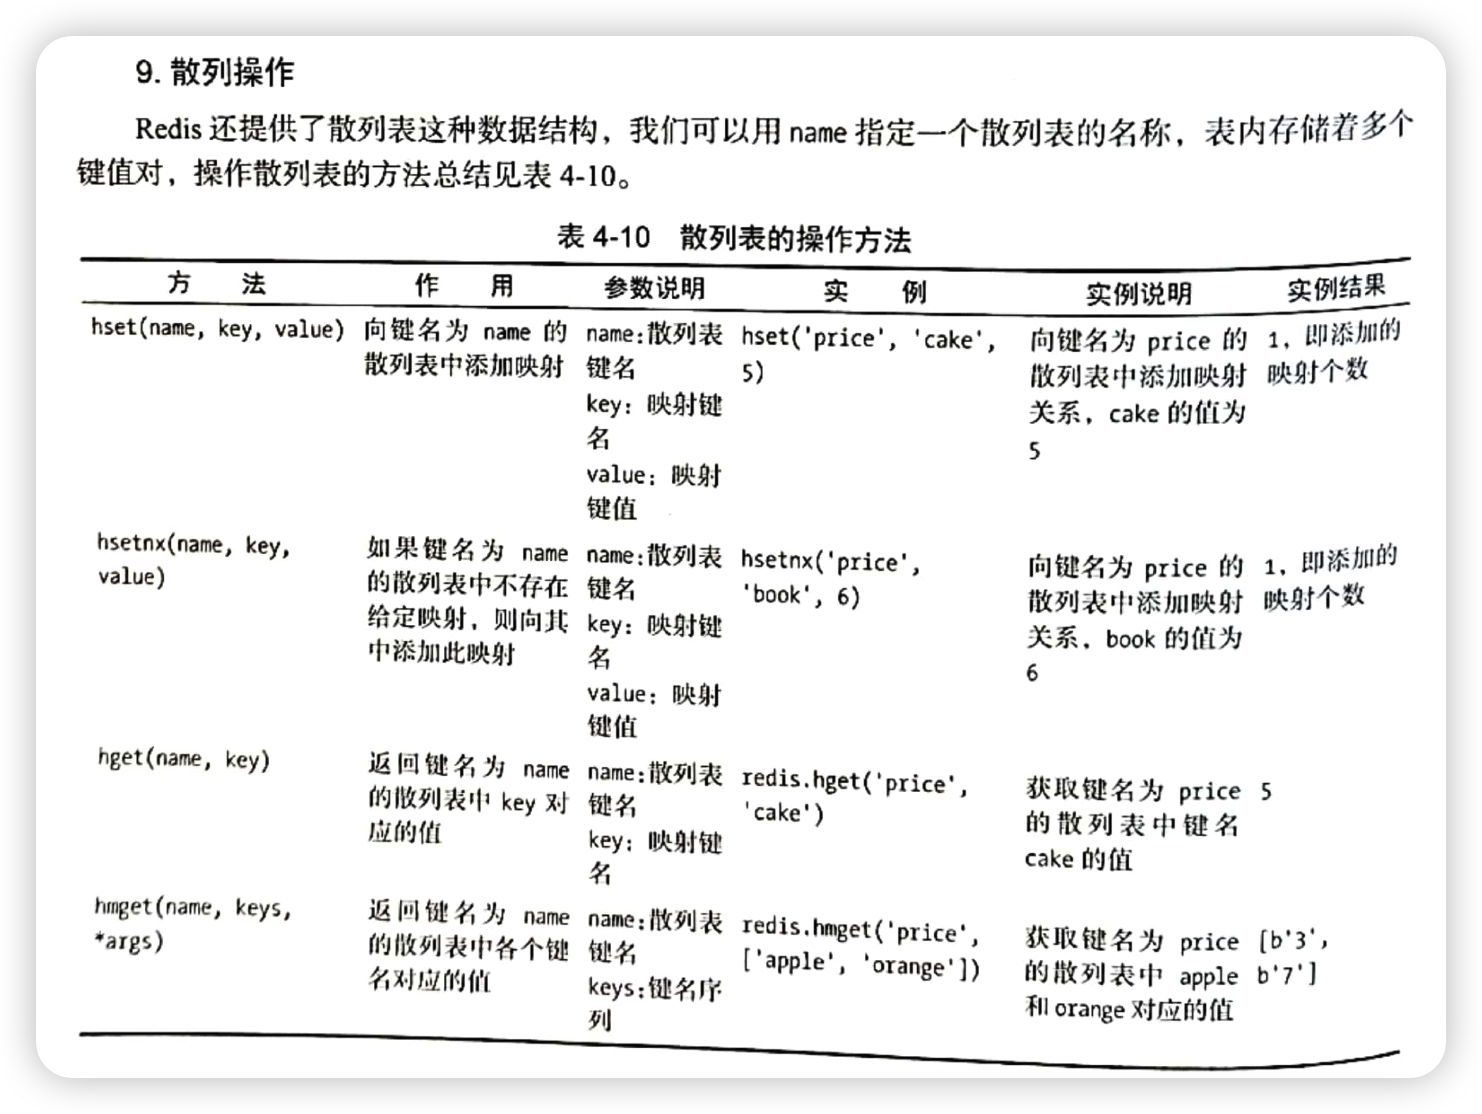 9. 散列操作
Redis 还提供了散列表这种数据结构，我们可以用 name 指定一个散列表的名称，表内存储着多个
键值对，操作散列表的方法总结见表 4-10。
表 4-10 散列表的操作方法
方 法 作 用 参数说明 实 例 实例说明 实例结果
hset(name, key, value) 向键名为 name 的 name:散列表 hset('price', 'cake', 向键名为 price 的 1，即添加的
散列表中添加映射 键名 5) 散列表中添加映射 映射个数
key：映射键 关系，cake 的值为
名 5
value：映射
键值
hsetnx(name, key, 如果键名为 name name:散列表 hsetnx('price', 向键名为 price 的 1，即添加的
value) 的散列表中不存在 键名 'book', 6) 散列表中添加映射 映射个数
给定映射，则向其 key：映射键 关系，book 的值为
中添加此映射 名 6
value：映射
键值
hget(name, key) 返回键名为 name name:散列表 redis.hget('price', 获取键名为 price 5
的散列表中 key 对 键名 'cake') 的散列表中键名
应的值 key：映射键 cake 的值
名
hmget(name, keys, 返回键名为 name name:散列表 redis.hmget('price', 获取键名为 price [b'3',
*args) 的散列表中各个键 键名 ['apple', 'orange']) 的散列表中 apple b'7']
名对应的值 keys:键名序 和 orange 对应的值
列